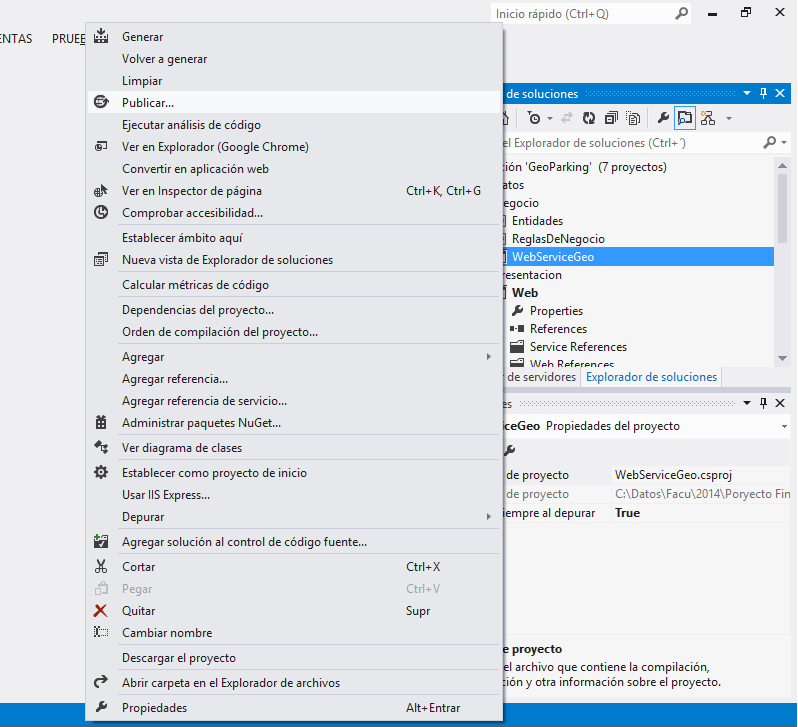 Inicio rápido (Ctrl+Q)
ENTAS PRUEB
Generar
Volver a generar
Limpiar
Publicar...
Ejecutar análisis de código
Ver en Explorador (Google Chrome)
Convertir en aplicación web
Ver en Inspector de página Ctrl+K, Ctrl+G
Comprobar accesibilidad...
Establecer ámbito aquí
Nueva vista de Explorador de soluciones
Calcular métricas de código
Dependencias del proyecto...
Orden de compilación del proyecto...
Agregar
Agregar referencia...
Agregar referencia de servicio...
Administrar paquetes NuGet...
Ver diagrama de clases
Establecer como proyecto de inicio
Usar IIS Express...
Depurar
Agregar solución al control de código fuente...
Cortar Ctrl+X
Pegar Ctrl+V
Quitar Supr
Cambiar nombre
Descargar el proyecto
Abrir carpeta en el Explorador de archivos
Propiedades Alt+Entrar
de soluciones
el Explorador de soluciones (Ctrl+´)
ción 'GeoParking' (7 proyectos)
atos
egocio
Entidades
ReglasDeNegocio
WebServiceGeo
resentacion
Web
Properties
References
Service References
Web References
de servidores Explorador de soluciones
es
ceGeo Propiedades del proyecto
de proyecto WebServiceGeo.csproj
de proyecto C:\Datos\Facu\2014\Poryecto Fin
iempre al depurar True
e proyecto
el archivo que contiene la compilación,
ción y otra información sobre el proyecto.